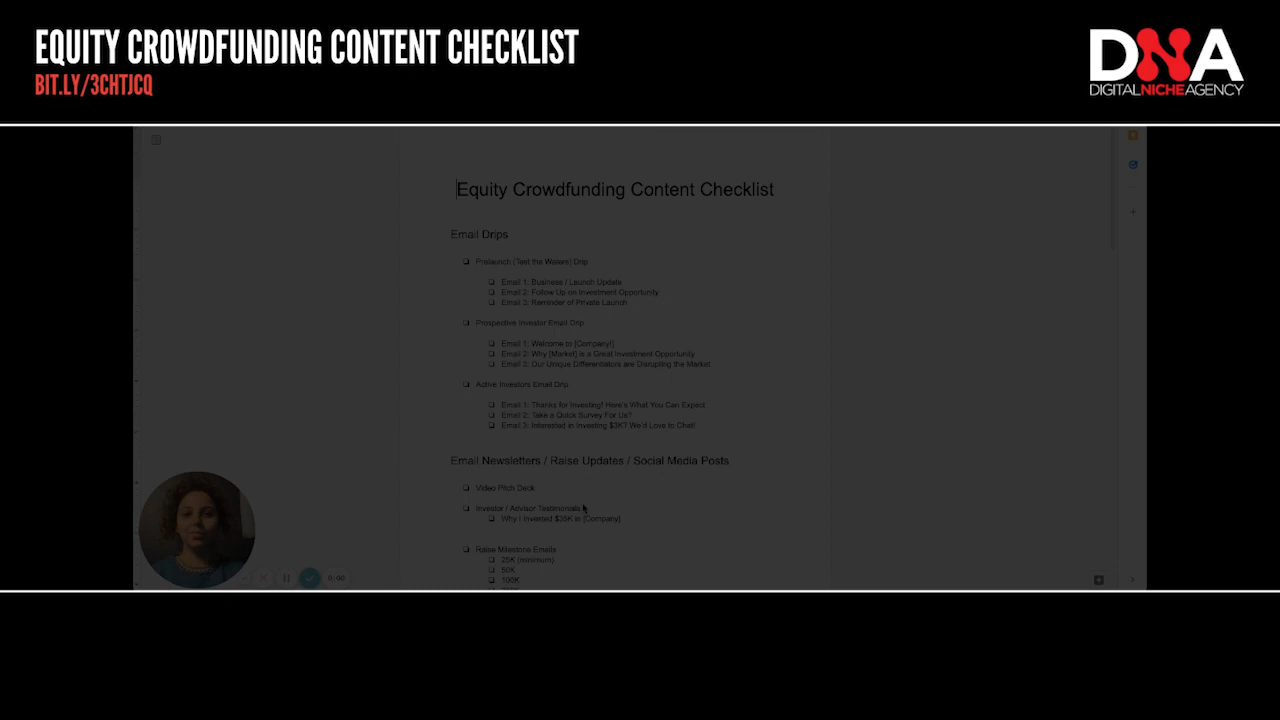 EQUITY CROWDFUNDING CONTENT CHECKLIST
BIT.LY/3CHTJCQ
DNA
DIGITALNICHEAGENCY
Equity Crowdfunding Content Checklist
Email Drips
Prelaunch (Test the Waters) Drip
Email 1: Business / Launch Update
Email 2: Follow Up on Investment Opportunity
Email 3: Reminder of Private Launch
Prospective Investor Email Drip
Email 1: Welcome to [Company!]
Email 2: Why [Market] is a Great Investment Opportunity
Email 3: Our Unique Differentiators are Disrupting the Market
Active Investors Email Drip
Email 1: Thanks for Investing! Here's What You Can Expect
Email 2: Take a Quick Survey For Us?
Email 3: Interested in Investing $3K? We'd Love to Chat!
Email Newsletters / Raise Updates / Social Media Posts
Video Pitch Deck
Investor / Advisor Testimonials
Why I Invested $35K in [Company]
Raise Milestone Emails
25K (minimum)
50K
100K